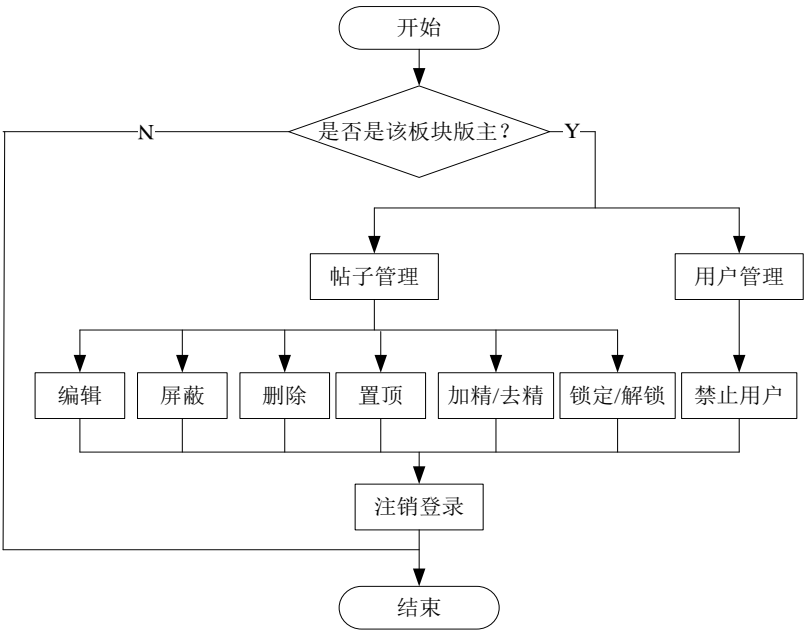 开始
是否是该板块版主？
N
Y
帖子管理
用户管理
编辑
屏蔽
删除
置顶
加精/去精
锁定/解锁
禁止用户
注销登录
结束